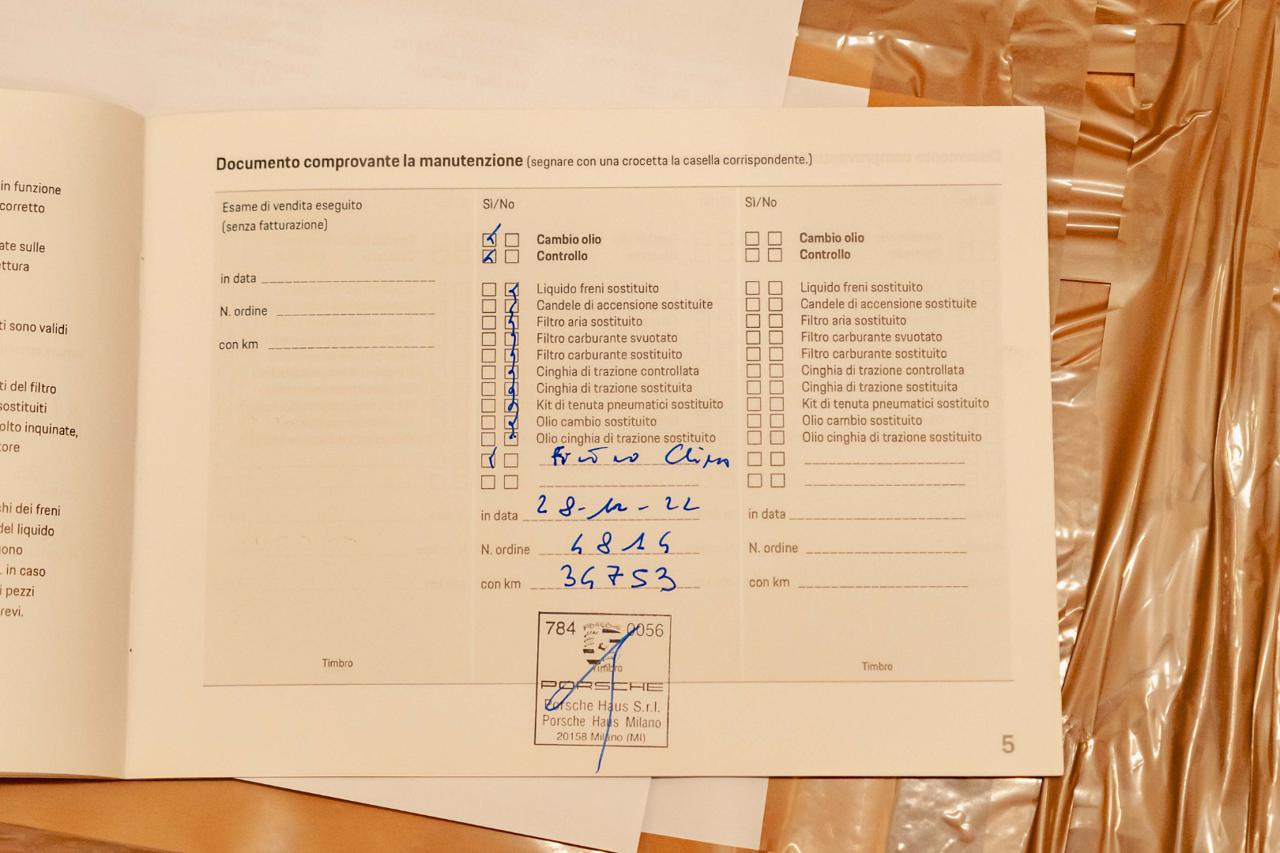 in funzione
corretto
ate sulle
ettura
ti sono validi
ti del filtro
sostituiti
olto inquinate,
tore
chi dei freni
del liquido
ono
in caso
i pezzi
revi.
Documento comprovante la manutenzione (segnare con una crocetta la casella corrispondente.)
Esame di vendita eseguito
(senza fatturazione)
in data
N. ordine
con km
Timbro
Sì/No
Cambio olio
Controllo
Liquido freni sostituito
Candele di accensione sostituite
Filtro aria sostituito
Filtro carburante svuotato
Filtro carburante sostituito
Cinghia di trazione controllata
Cinghia di trazione sostituita
Kit di tenuta pneumatici sostituito
Olio cambio sostituito
Olio cinghia di trazione sostituito
in data 28-12-22
N. ordine 4814
con km 34753
784 PORSCHE 0056
Timbro
PORSCHE
Porsche Haus S.r.l.
Porsche Haus Milano
20158 Milano (MI)
Sì/No
Cambio olio
Controllo
Liquido freni sostituito
Candele di accensione sostituite
Filtro aria sostituito
Filtro carburante svuotato
Filtro carburante sostituito
Cinghia di trazione controllata
Cinghia di trazione sostituita
Kit di tenuta pneumatici sostituito
Olio cambio sostituito
Olio cinghia di trazione sostituito
in data
N. ordine
con km
Timbro
5